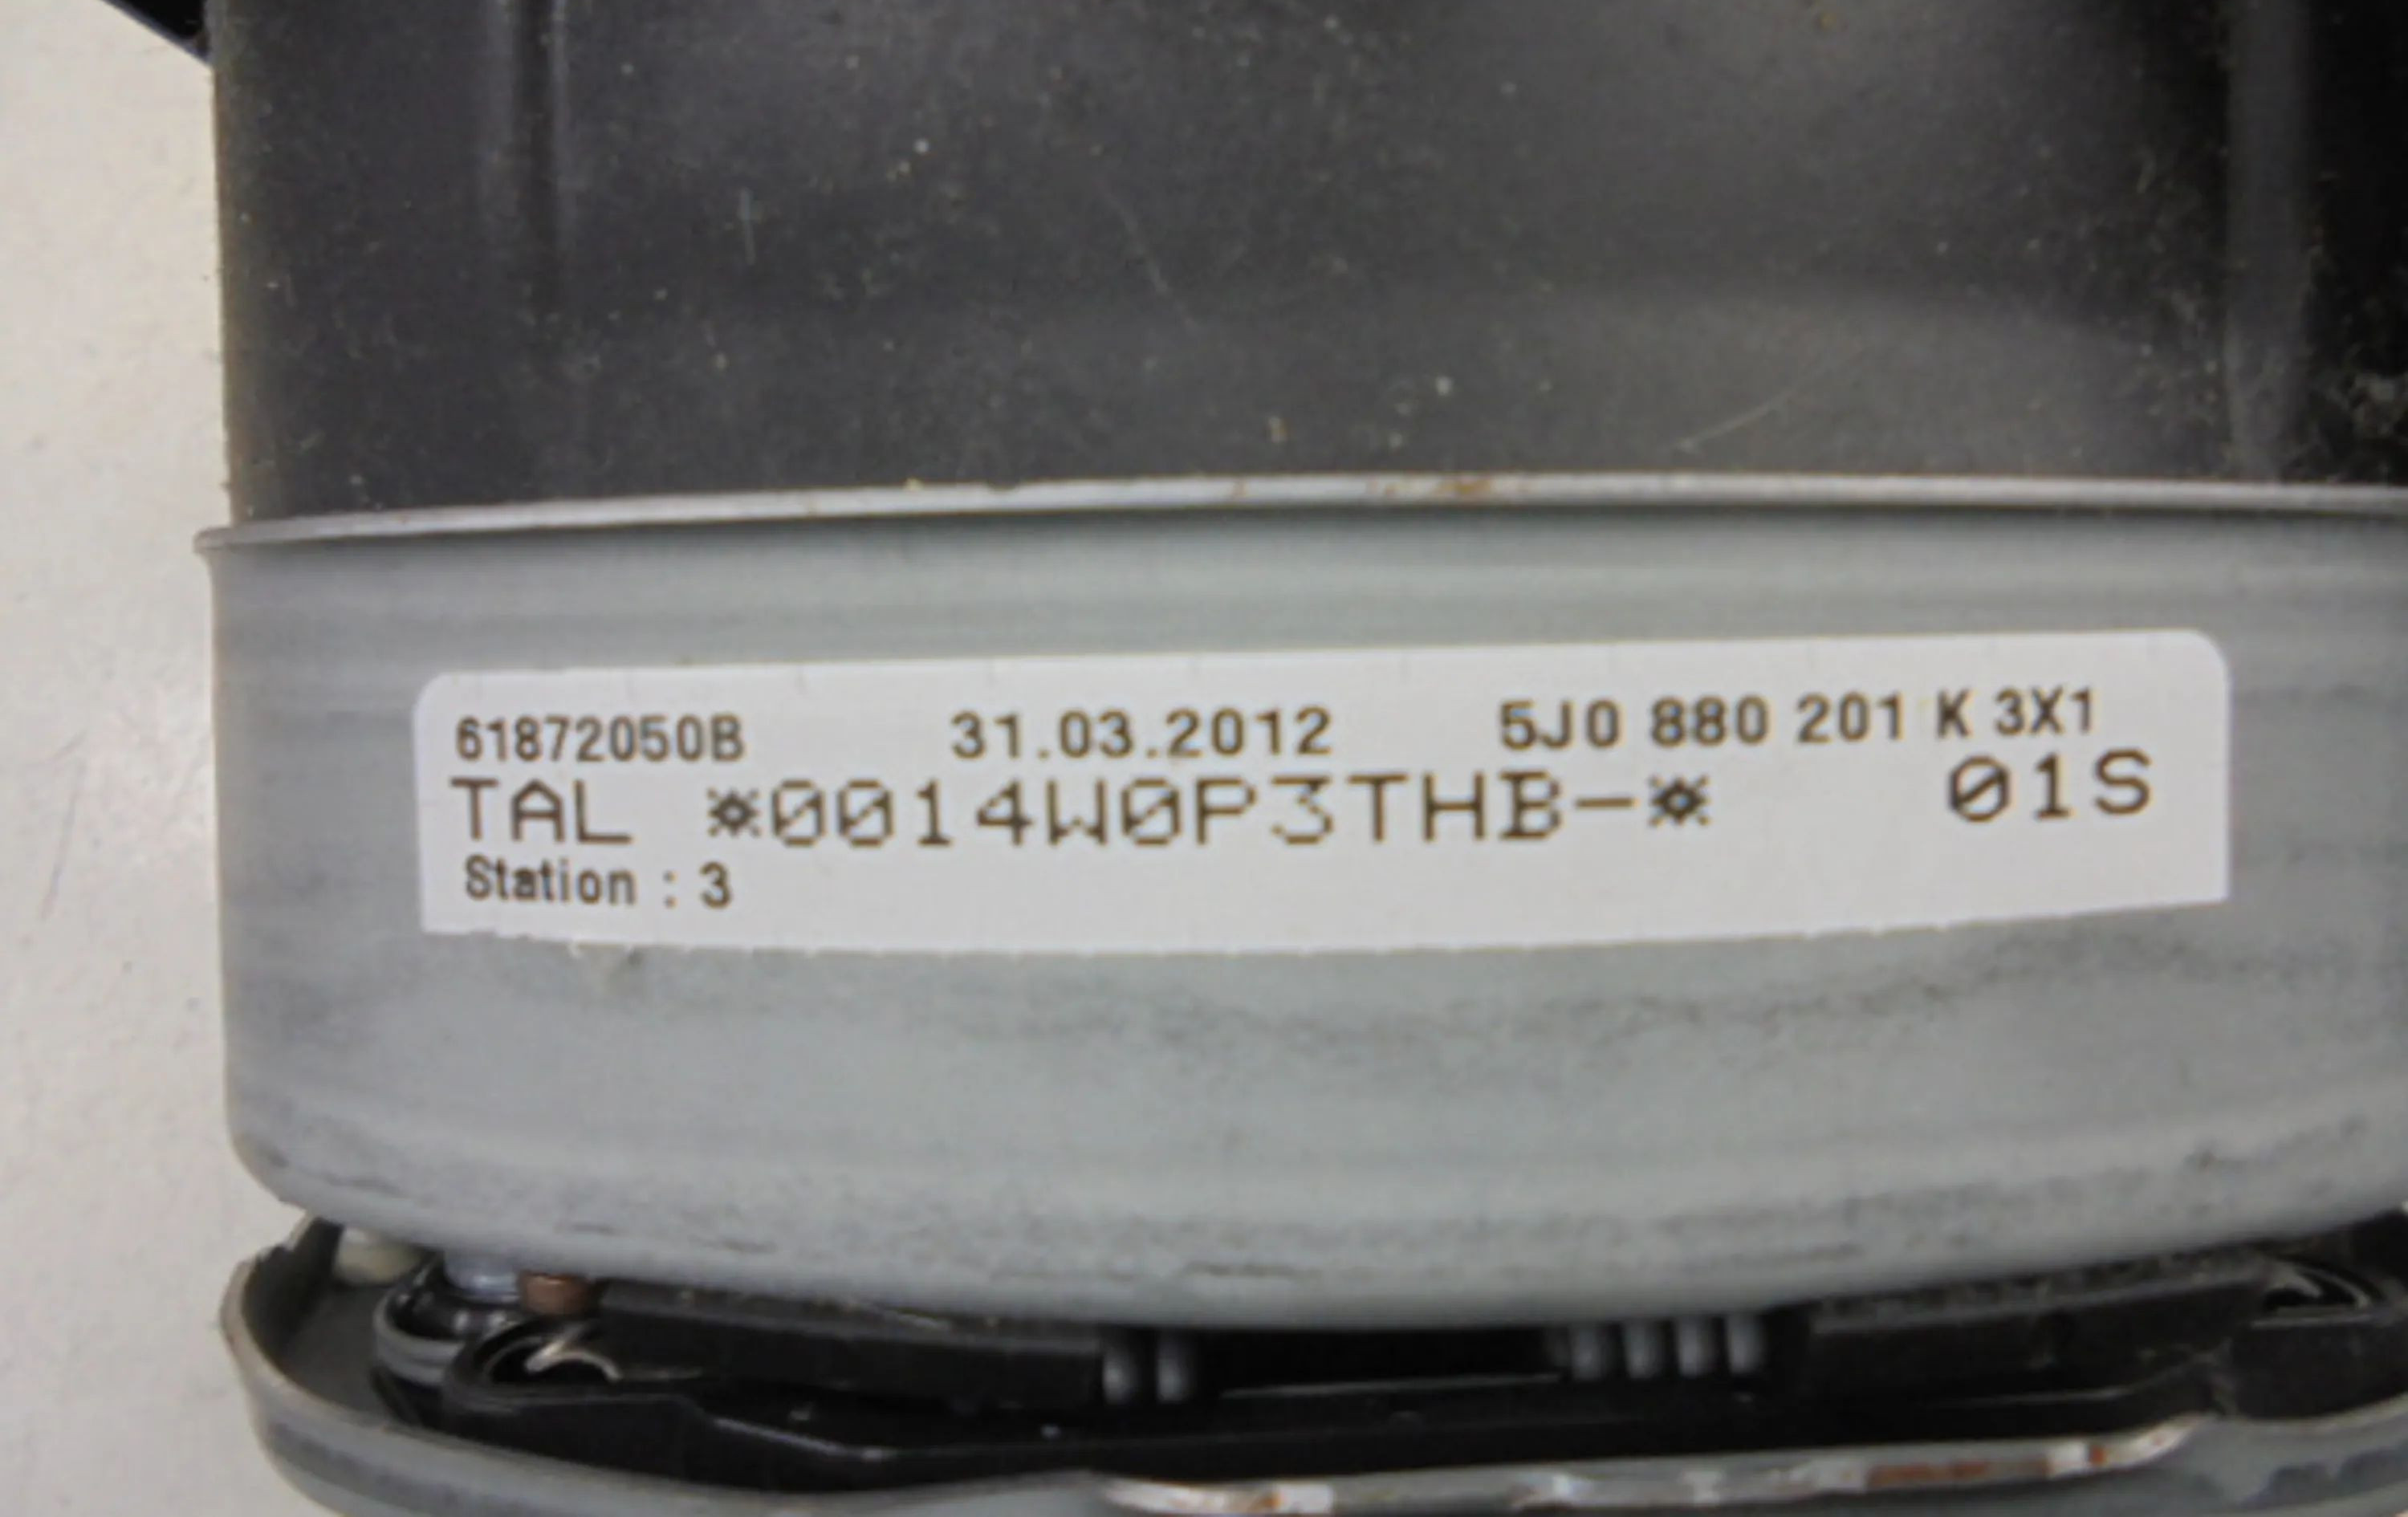 61872050B 31.03.2012 5J0 880 201 K 3X1
TAL *0014W0P3THB-* 01S
Station : 3